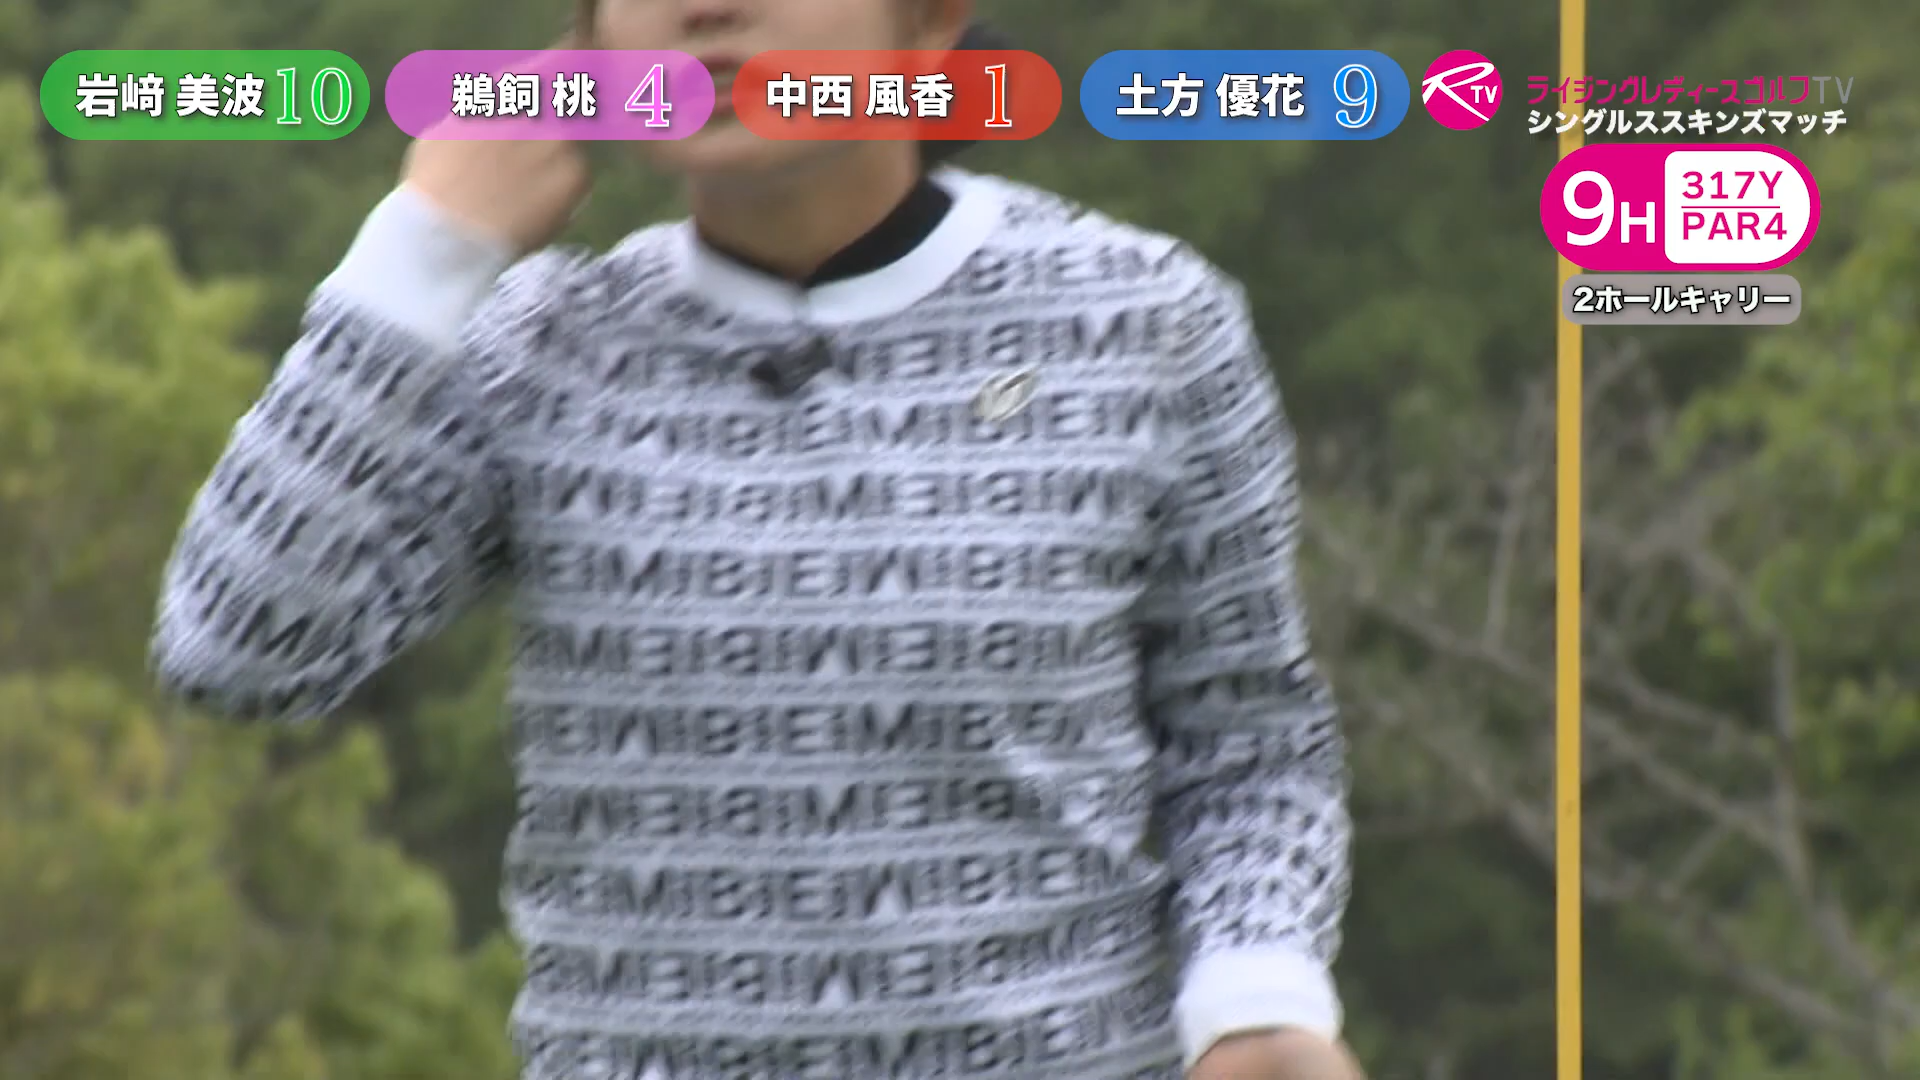 岩﨑 美波 10
鵜飼 桃 4
中西 風香 1
土方 優花 9
RTV
ライジングレディースゴルフTV
シングルススキンズマッチ
9H
317Y
PAR4
2ホールキャリー